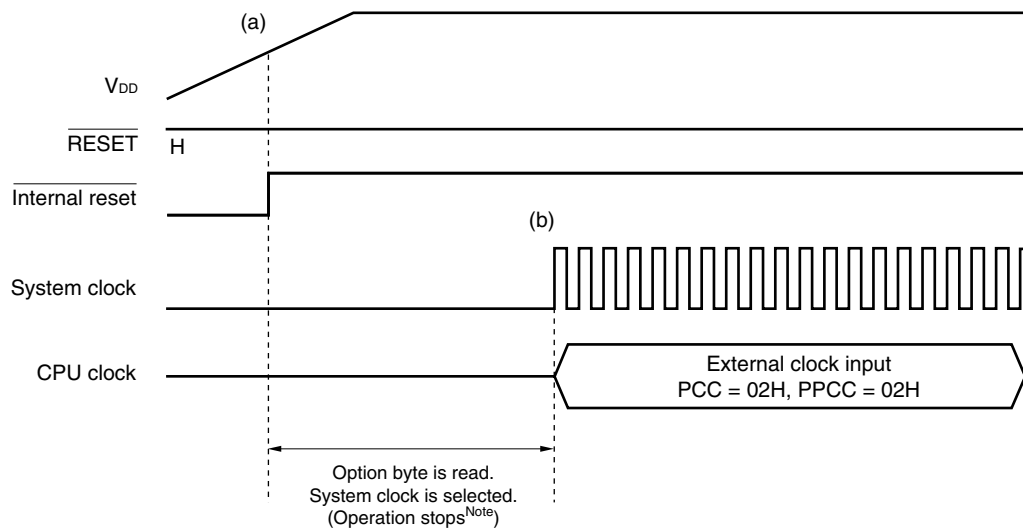 (a)
VDD
RESET
H
Internal reset
(b)
System clock
CPU clock
External clock input
PCC = 02H, PPCC = 02H
Option byte is read.
System clock is selected.
(Operation stopsNote)